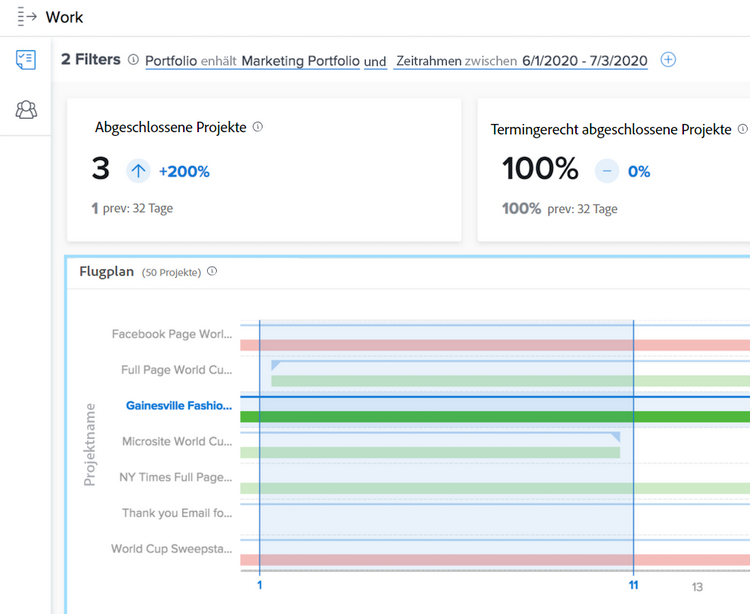 Work
2 Filters Portfolio enhält Marketing Portfolio und Zeitrahmen zwischen 6/1/2020 - 7/3/2020
Abgeschlossene Projekte
3 +200%
1 prev: 32 Tage
Termingerecht abgeschlossene Projekte
100% 0%
100% prev: 32 Tage
Flugplan (50 Projekte)
Projektname
Facebook Page Worl...
Full Page World Cu...
Gainesville Fashio...
Microsite World Cu...
NY Times Full Page...
Thank you Email fo...
World Cup Sweepsta...
1 11 13